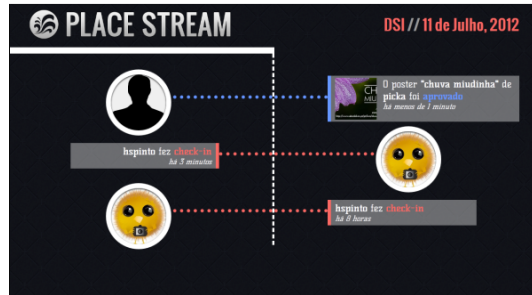 PLACE STREAM
DSI // 11 de Julho, 2012
O poster "chuva miudinha" de
picka foi aprovado
há menos de 1 minuto
hspinto fez check-in
há 3 minutos
hspinto fez check-in
há 8 horas